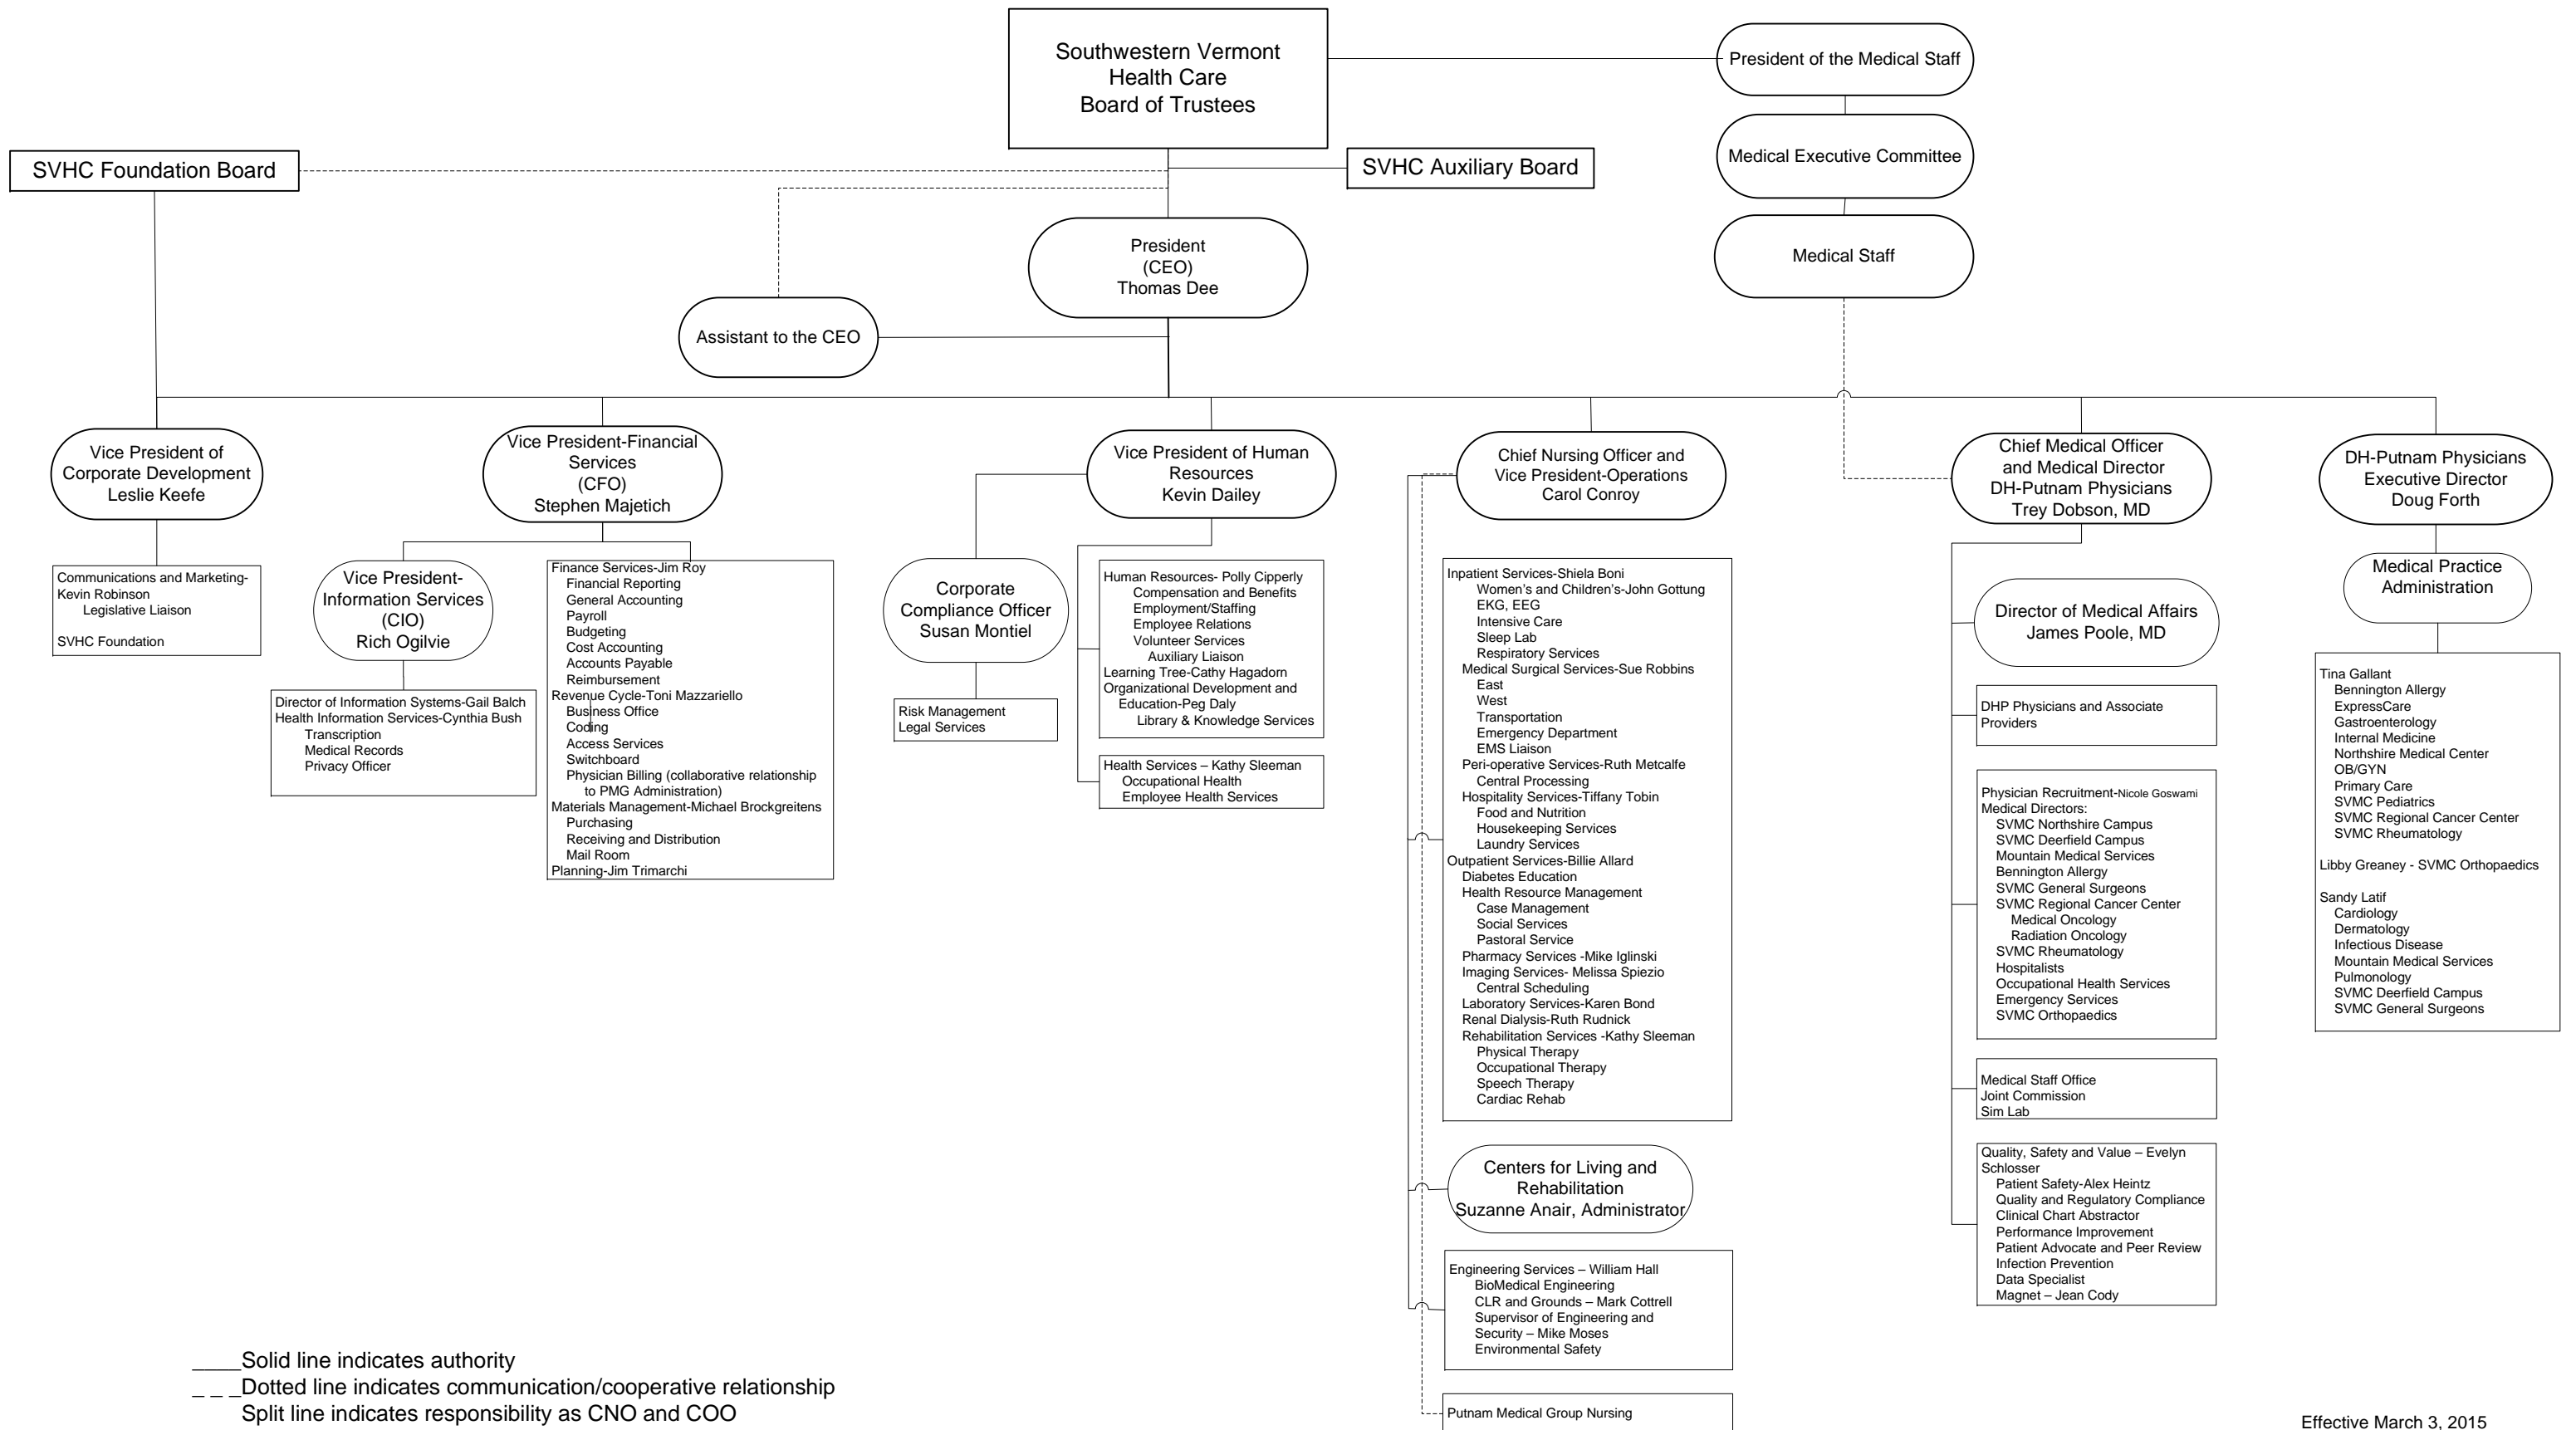 Southwestern Vermont
Health Care
Board of Trustees
President of the Medical Staff
Medical Executive Committee
Medical Staff
SVHC Foundation Board
SVHC Auxiliary Board
President
(CEO)
Thomas Dee
Assistant to the CEO
Vice President of
Corporate Development
Leslie Keefe
Communications and Marketing-
Kevin Robinson
Legislative Liaison
SVHC Foundation
Vice President-Financial
Services
(CFO)
Stephen Majetich
Vice President-
Information Services
(CIO)
Rich Ogilvie
Director of Information Systems-Gail Balch
Health Information Services-Cynthia Bush
Transcription
Medical Records
Privacy Officer
Finance Services-Jim Roy
Financial Reporting
General Accounting
Payroll
Budgeting
Cost Accounting
Accounts Payable
Reimbursement
Revenue Cycle-Toni Mazzariello
Business Office
Coding
Access Services
Switchboard
Physician Billing (collaborative relationship
to PMG Administration)
Materials Management-Michael Brockgreitens
Purchasing
Receiving and Distribution
Mail Room
Planning-Jim Trimarchi
Vice President of Human
Resources
Kevin Dailey
Corporate
Compliance Officer
Susan Montiel
Risk Management
Legal Services
Human Resources- Polly Cipperly
Compensation and Benefits
Employment/Staffing
Employee Relations
Volunteer Services
Auxiliary Liaison
Learning Tree-Cathy Hagadorn
Organizational Development and
Education-Peg Daly
Library & Knowledge Services
Health Services – Kathy Sleeman
Occupational Health
Employee Health Services
Chief Nursing Officer and
Vice President-Operations
Carol Conroy
Inpatient Services-Shiela Boni
Women's and Children's-John Gottung
EKG, EEG
Intensive Care
Sleep Lab
Respiratory Services
Medical Surgical Services-Sue Robbins
East
West
Transportation
Emergency Department
EMS Liaison
Peri-operative Services-Ruth Metcalfe
Central Processing
Hospitality Services-Tiffany Tobin
Food and Nutrition
Housekeeping Services
Laundry Services
Outpatient Services-Billie Allard
Diabetes Education
Health Resource Management
Case Management
Social Services
Pastoral Service
Pharmacy Services -Mike Iglinski
Imaging Services- Melissa Spiezio
Central Scheduling
Laboratory Services-Karen Bond
Renal Dialysis-Ruth Rudnick
Rehabilitation Services -Kathy Sleeman
Physical Therapy
Occupational Therapy
Speech Therapy
Cardiac Rehab
Centers for Living and
Rehabilitation
Suzanne Anair, Administrator
Engineering Services – William Hall
BioMedical Engineering
CLR and Grounds – Mark Cottrell
Supervisor of Engineering and
Security – Mike Moses
Environmental Safety
Putnam Medical Group Nursing
Chief Medical Officer
and Medical Director
DH-Putnam Physicians
Trey Dobson, MD
Director of Medical Affairs
James Poole, MD
DHP Physicians and Associate
Providers
Physician Recruitment-Nicole Goswami
Medical Directors:
SVMC Northshire Campus
SVMC Deerfield Campus
Mountain Medical Services
Bennington Allergy
SVMC General Surgeons
SVMC Regional Cancer Center
Medical Oncology
Radiation Oncology
SVMC Rheumatology
Hospitalists
Occupational Health Services
Emergency Services
SVMC Orthopaedics
Medical Staff Office
Joint Commission
Sim Lab
Quality, Safety and Value – Evelyn
Schlosser
Patient Safety-Alex Heintz
Quality and Regulatory Compliance
Clinical Chart Abstractor
Performance Improvement
Patient Advocate and Peer Review
Infection Prevention
Data Specialist
Magnet – Jean Cody
DH-Putnam Physicians
Executive Director
Doug Forth
Medical Practice
Administration
Tina Gallant
Bennington Allergy
ExpressCare
Gastroenterology
Internal Medicine
Northshire Medical Center
OB/GYN
Primary Care
SVMC Pediatrics
SVMC Regional Cancer Center
SVMC Rheumatology
Libby Greaney - SVMC Orthopaedics
Sandy Latif
Cardiology
Dermatology
Infectious Disease
Mountain Medical Services
Pulmonology
SVMC Deerfield Campus
SVMC General Surgeons
____Solid line indicates authority
_ _ _Dotted line indicates communication/cooperative relationship
Split line indicates responsibility as CNO and COO
Effective March 3, 2015